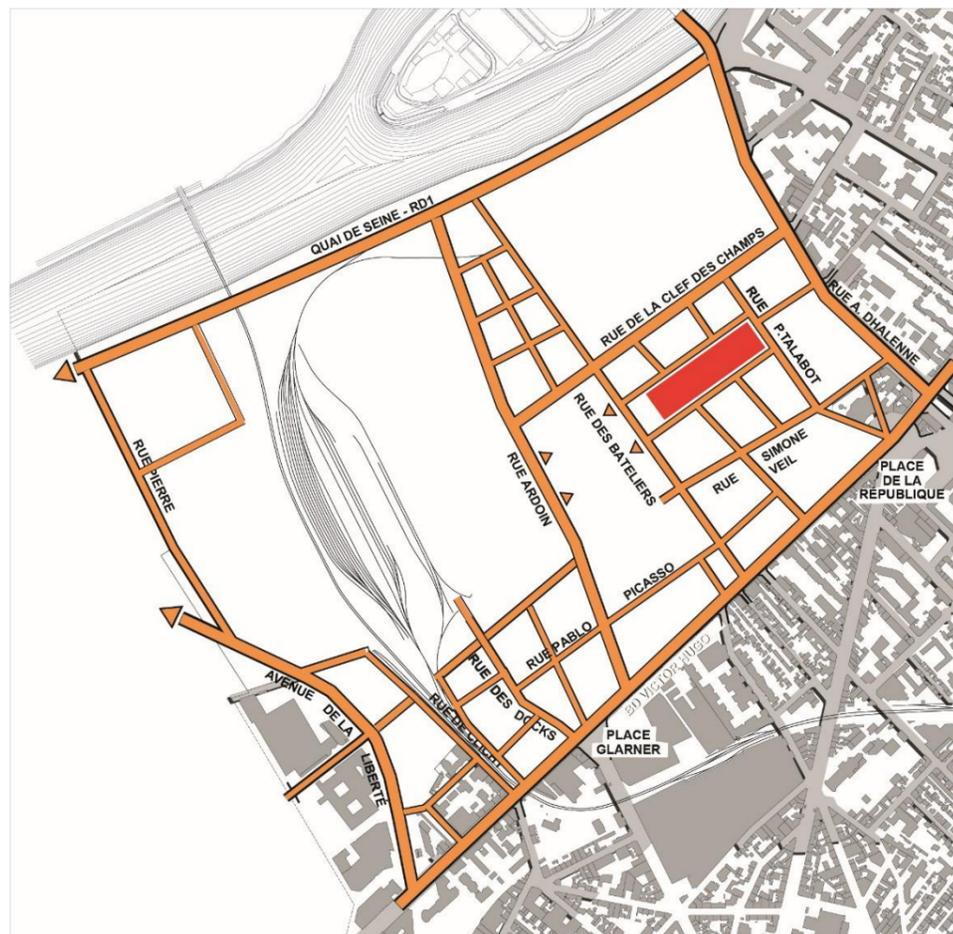 QUAI DE SEINE - RD1
RUE DE LA CLEF DES CHAMPS
RUE
P.TALABOT
RUE A. DHALENNE
RUE DES BATELIERS
RUE ARDOIN
RUE PIERRE
RUE
SIMONE
VEIL
PLACE
DE LA
RÉPUBLIQUE
RUE PABLO
PICASSO
RUE DES DOCKS
BD VICTOR HUGO
RUE DE CLICHY
PLACE
GLARNER
AVENUE
DE LA
LIBERTÉ